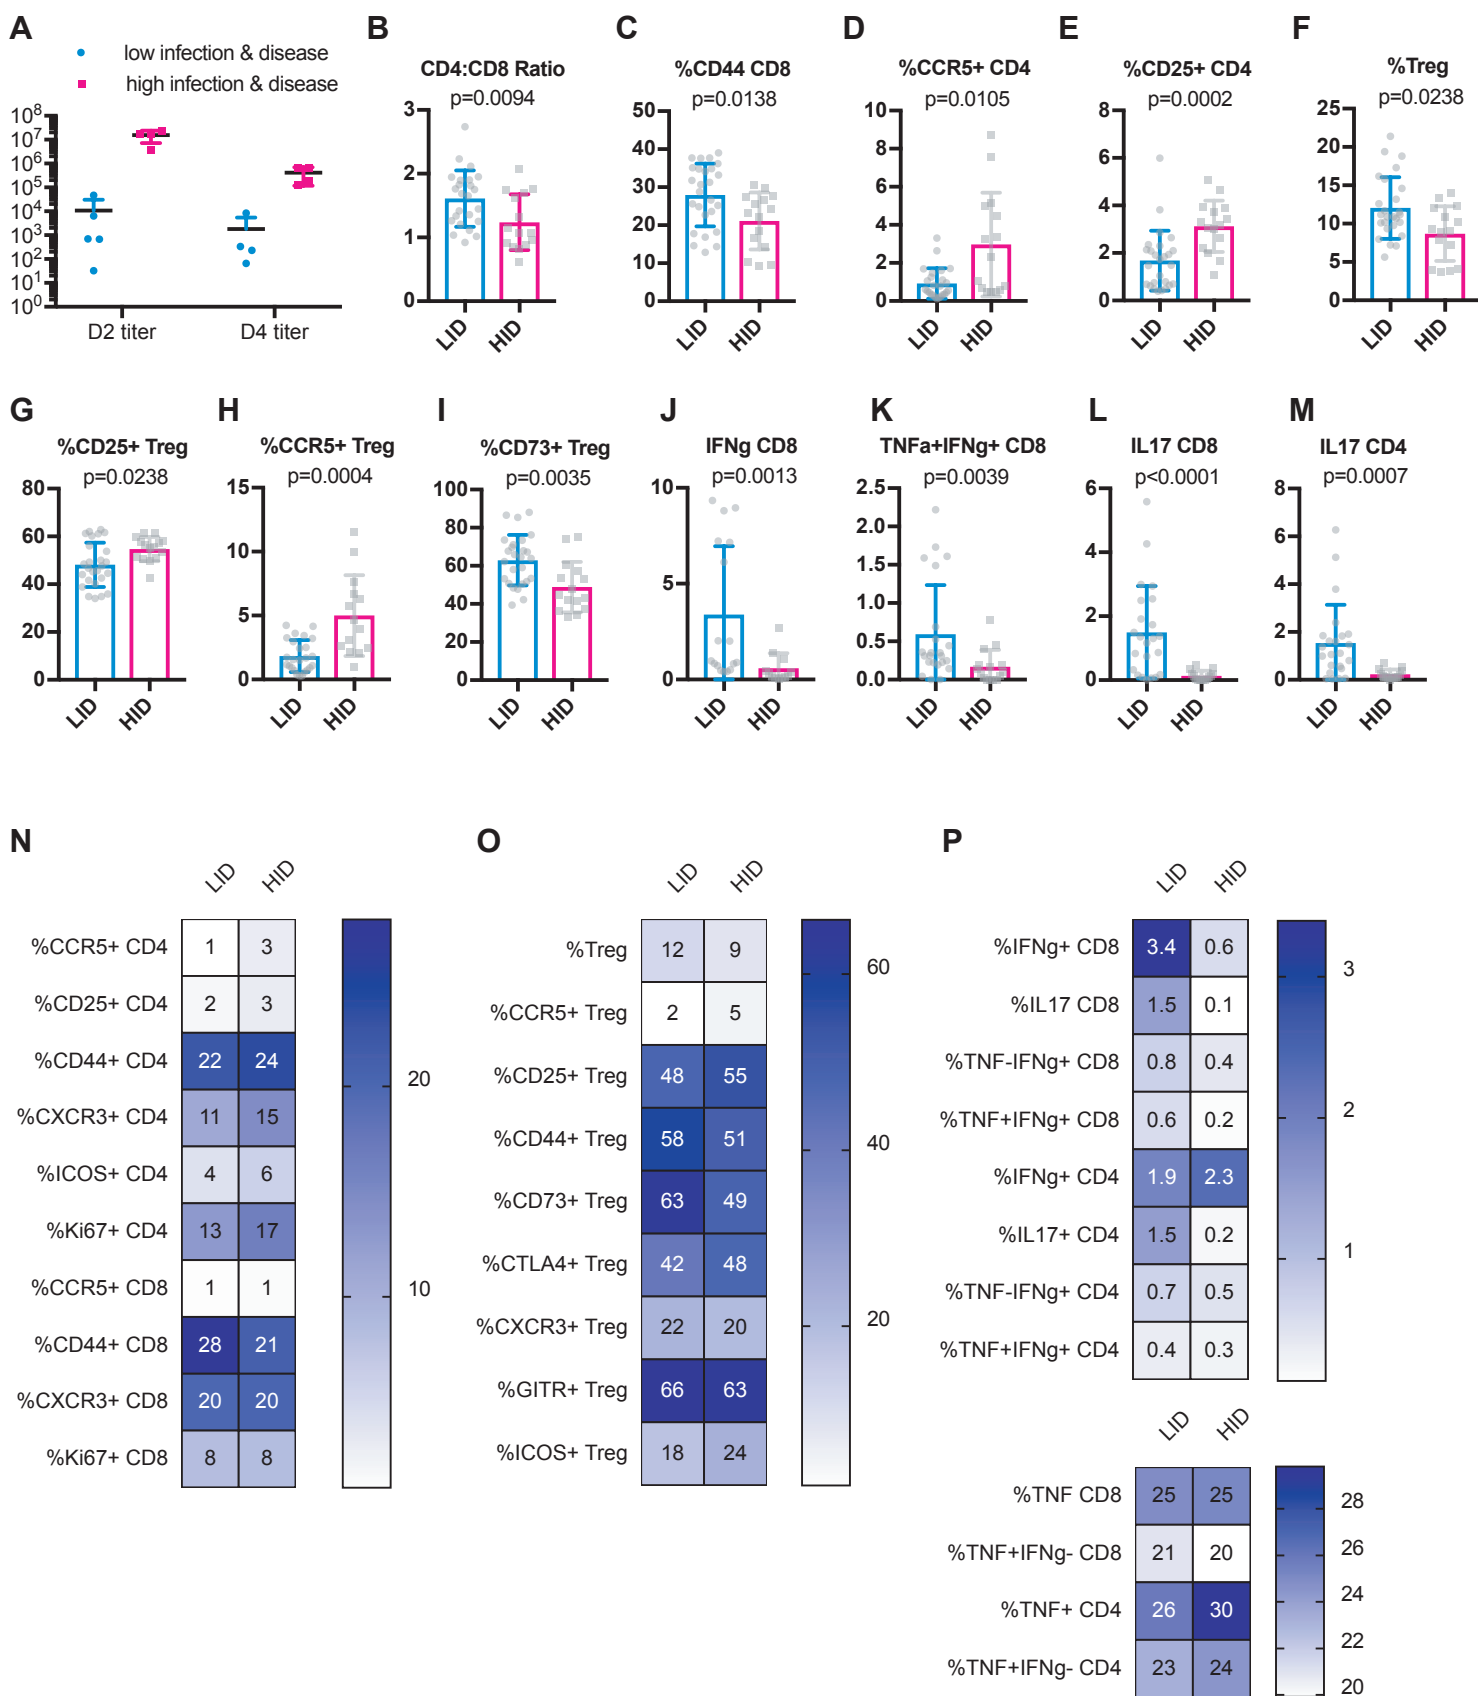 A
low infection & disease
high infection & disease
10^8
10^7
10^6
10^5
10^4
10^3
10^2
10^1
10^0
D2 titer
D4 titer
B
CD4:CD8 Ratio
p=0.0094
3
2
1
0
LID
HID
C
%CD44 CD8
p=0.0138
50
40
30
20
10
0
LID
HID
D
%CCR5+ CD4
p=0.0105
10
8
6
4
2
0
LID
HID
E
%CD25+ CD4
p=0.0002
8
6
4
2
0
LID
HID
F
%Treg
p=0.0238
25
20
15
10
5
0
LID
HID
G
%CD25+ Treg
p=0.0238
80
60
40
20
0
LID
HID
H
%CCR5+ Treg
p=0.0004
15
10
5
0
LID
HID
I
%CD73+ Treg
p=0.0035
100
80
60
40
20
0
LID
HID
J
IFNg CD8
p=0.0013
10
5
0
LID
HID
K
TNFa+IFNg+ CD8
p=0.0039
2.5
2.0
1.5
1.0
0.5
0.0
LID
HID
L
IL17 CD8
p<0.0001
6
4
2
0
LID
HID
M
IL17 CD4
p=0.0007
8
6
4
2
0
LID
HID
N
LID HID
%CCR5+ CD4 1 3
%CD25+ CD4 2 3
%CD44+ CD4 22 24
%CXCR3+ CD4 11 15
%ICOS+ CD4 4 6
%Ki67+ CD4 13 17
%CCR5+ CD8 1 1
%CD44+ CD8 28 21
%CXCR3+ CD8 20 20
%Ki67+ CD8 8 8
20
10
O
LID HID
%Treg 12 9
%CCR5+ Treg 2 5
%CD25+ Treg 48 55
%CD44+ Treg 58 51
%CD73+ Treg 63 49
%CTLA4+ Treg 42 48
%CXCR3+ Treg 22 20
%GITR+ Treg 66 63
%ICOS+ Treg 18 24
60
40
20
P
LID HID
%IFNg+ CD8 3.4 0.6
%IL17 CD8 1.5 0.1
%TNF-IFNg+ CD8 0.8 0.4
%TNF+IFNg+ CD8 0.6 0.2
%IFNg+ CD4 1.9 2.3
%IL17+ CD4 1.5 0.2
%TNF-IFNg+ CD4 0.7 0.5
%TNF+IFNg+ CD4 0.4 0.3
3
2
1
LID HID
%TNF CD8 25 25
%TNF+IFNg- CD8 21 20
%TNF+ CD4 26 30
%TNF+IFNg- CD4 23 24
28
26
24
22
20